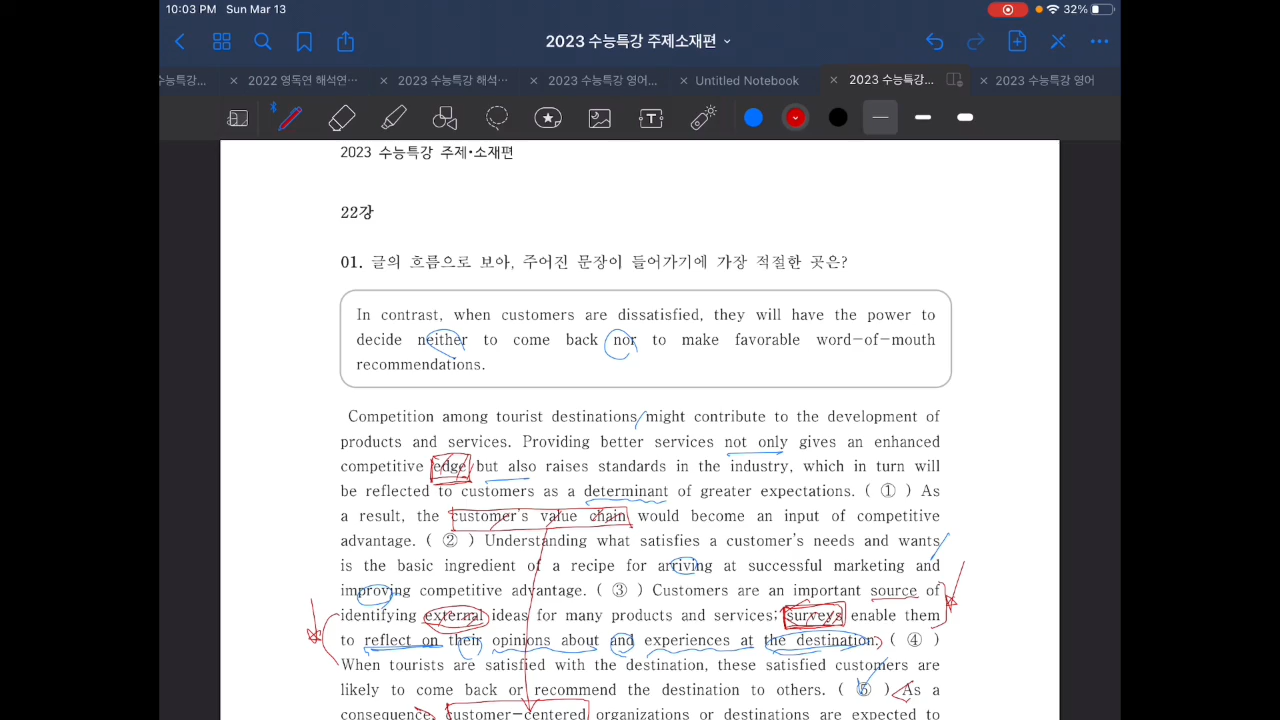 10:03 PM Sun Mar 13 32%
2023 수능특강 주제소재편
수능특강... × 2022 영독연 해석연... × 2023 수능특강 해석... × 2023 수능특강 영어... × Untitled Notebook × 2023 수능특강... × 2023 수능특강 영어
2023 수능특강 주제•소재편
22강
01. 글의 흐름으로 보아, 주어진 문장이 들어가기에 가장 적절한 곳은?
In contrast, when customers are dissatisfied, they will have the power to
decide neither to come back nor to make favorable word-of-mouth
recommendations.
Competition among tourist destinations might contribute to the development of
products and services. Providing better services not only gives an enhanced
competitive edge but also raises standards in the industry, which in turn will
be reflected to customers as a determinant of greater expectations. ( ① ) As
a result, the customer's value chain would become an input of competitive
advantage. ( ② ) Understanding what satisfies a customer's needs and wants
is the basic ingredient of a recipe for arriving at successful marketing and
improving competitive advantage. ( ③ ) Customers are an important source of
identifying external ideas for many products and services; surveys enable them
to reflect on their opinions about and experiences at the destination. ( ④ )
When tourists are satisfied with the destination, these satisfied customers are
likely to come back or recommend the destination to others. ( ⑤ ) As a
consequence, customer-centered organizations or destinations are expected to